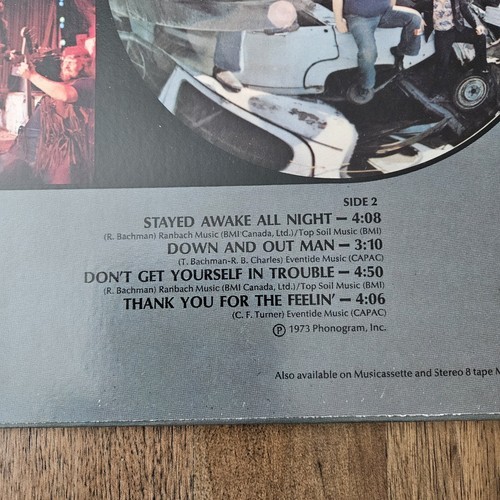 SIDE 2
STAYED AWAKE ALL NIGHT — 4:08
(R. Bachman) Ranbach Music (BMI Canada, Ltd.)/Top Soil Music (BMI)
DOWN AND OUT MAN — 3:10
(T. Bachman-R. B. Charles) Eventide Music (CAPAC)
DON'T GET YOURSELF IN TROUBLE — 4:50
(R. Bachman) Ranbach Music (BMI Canada, Ltd.)/Top Soil Music (BMI)
THANK YOU FOR THE FEELIN' — 4:06
(C. F. Turner) Eventide Music (CAPAC)
Ⓟ 1973 Phonogram, Inc.
Also available on Musicassette and Stereo 8 tape M